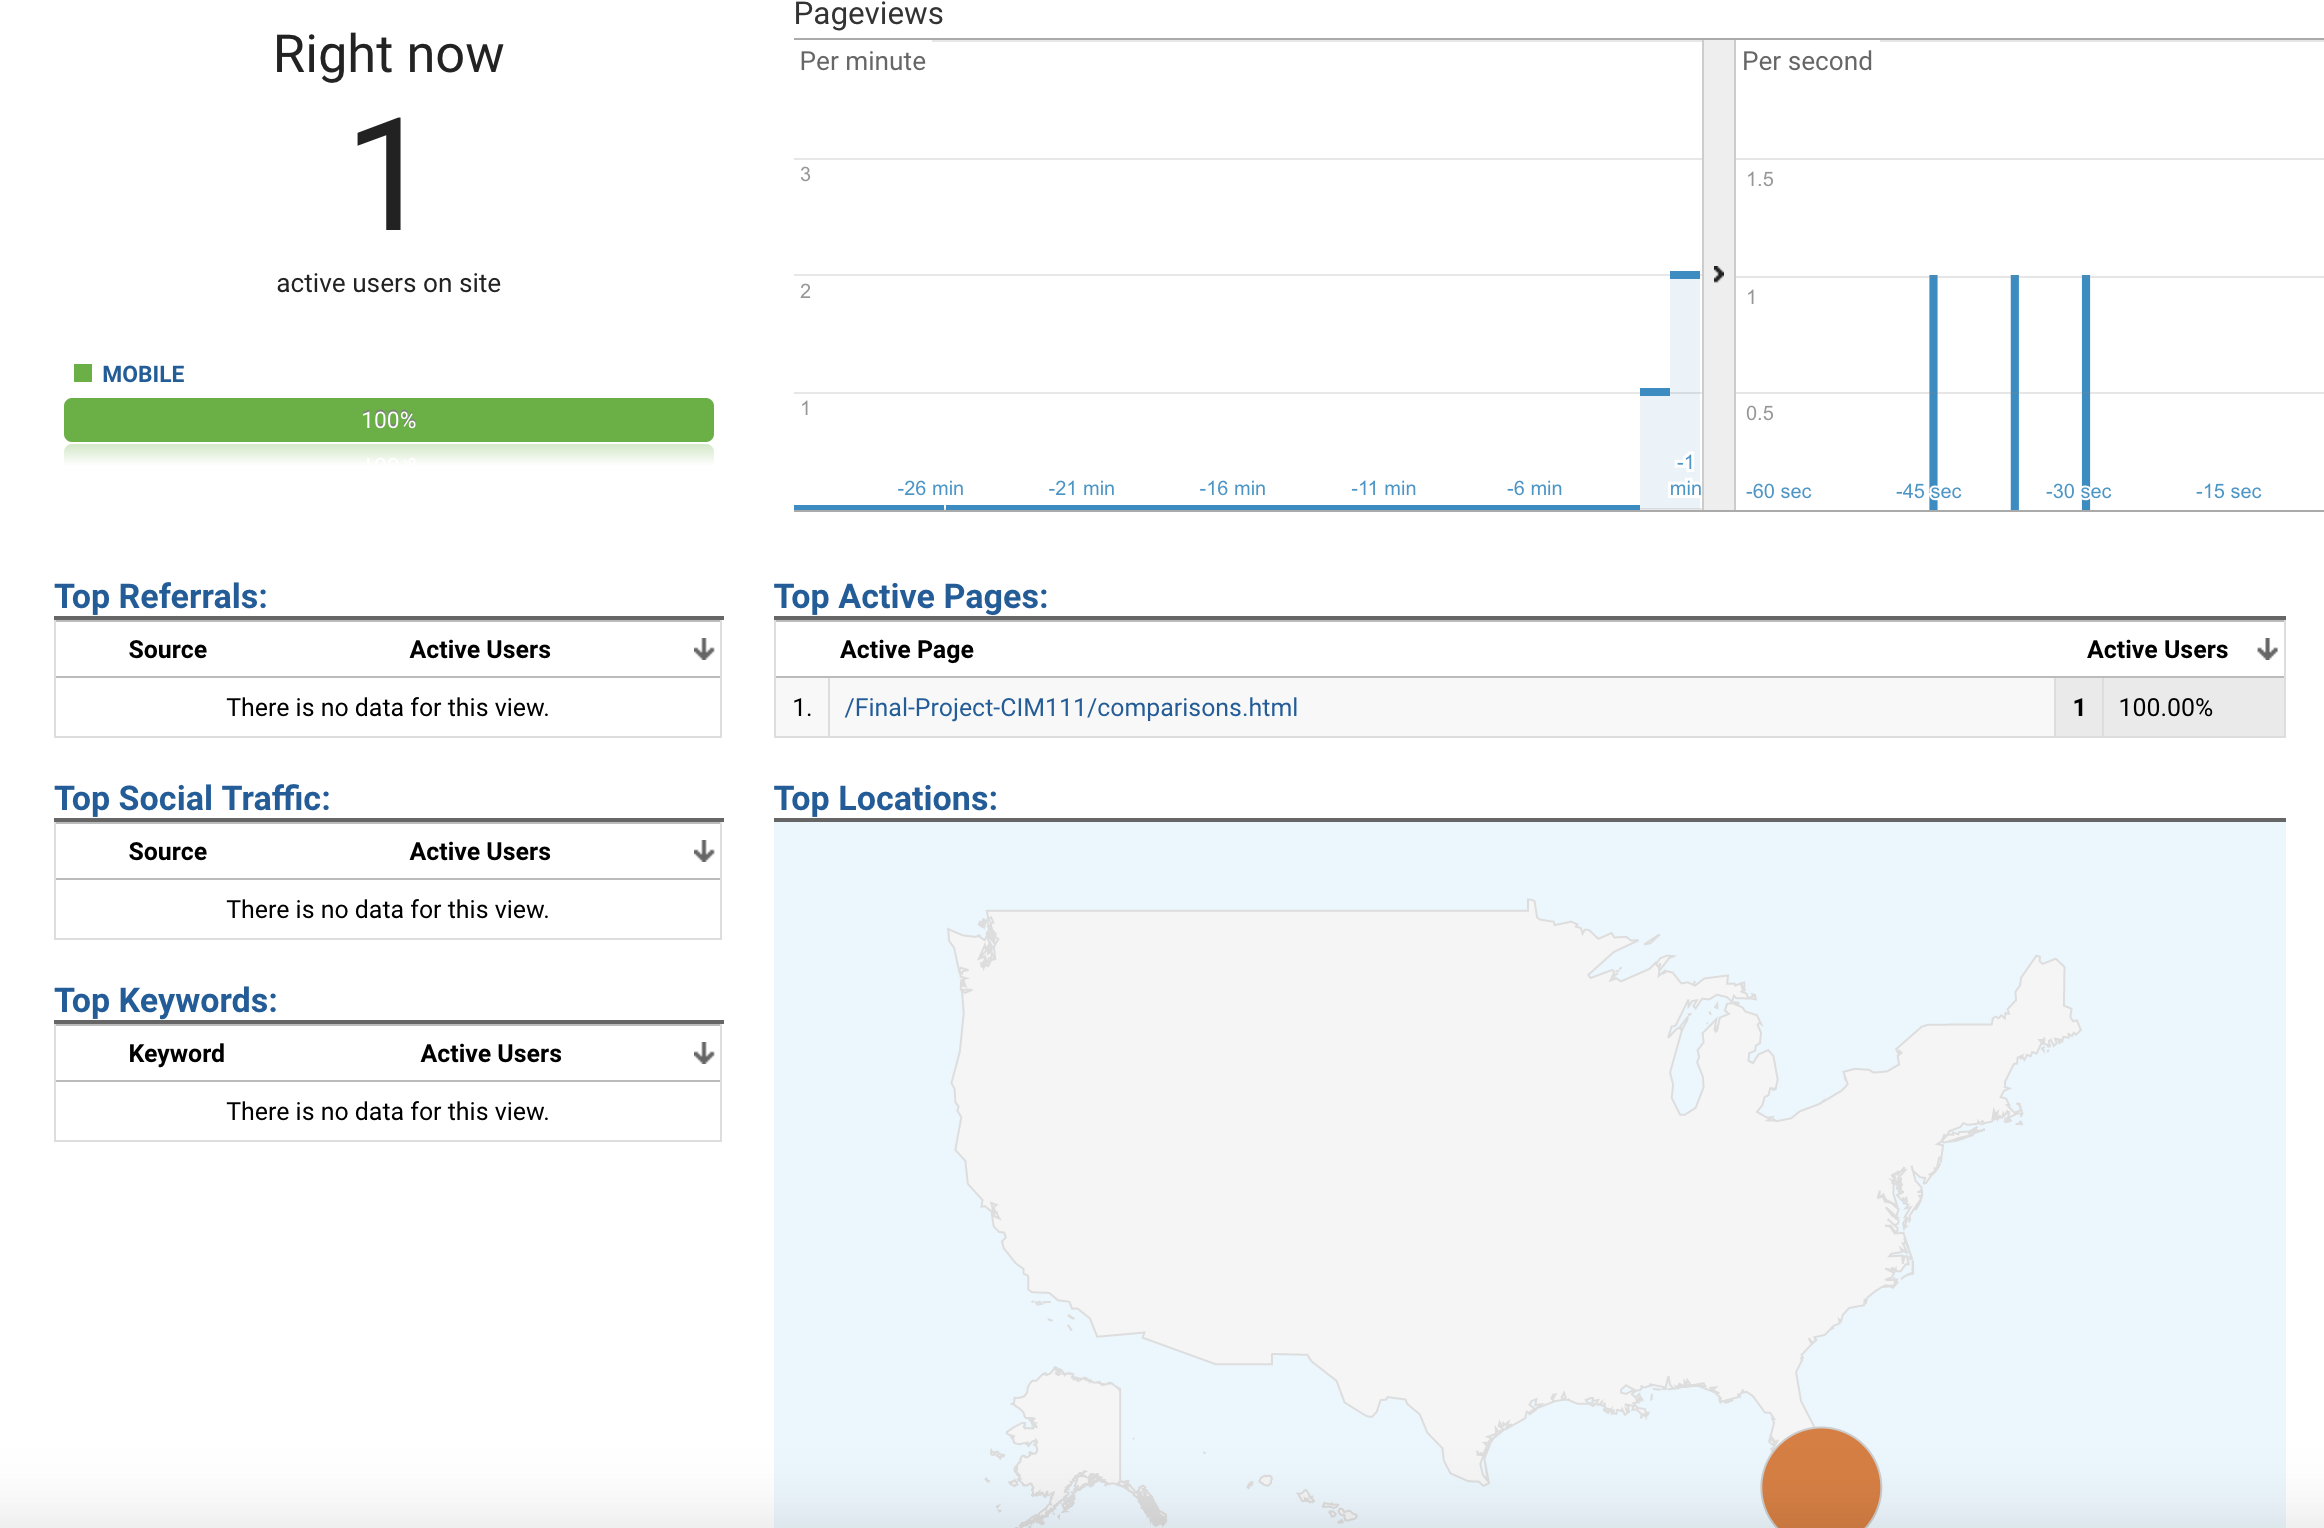 Right now
1
active users on site
MOBILE
100%
Pageviews
Per minute
3
2
1
-26 min
-21 min
-16 min
-11 min
-6 min
-1 min
Per second
1.5
1
0.5
-60 sec
-45 sec
-30 sec
-15 sec
Top Referrals:
Source Active Users
There is no data for this view.
Top Active Pages:
Active Page Active Users
1. /Final-Project-CIM111/comparisons.html 1 100.00%
Top Social Traffic:
Source Active Users
There is no data for this view.
Top Keywords:
Keyword Active Users
There is no data for this view.
Top Locations: